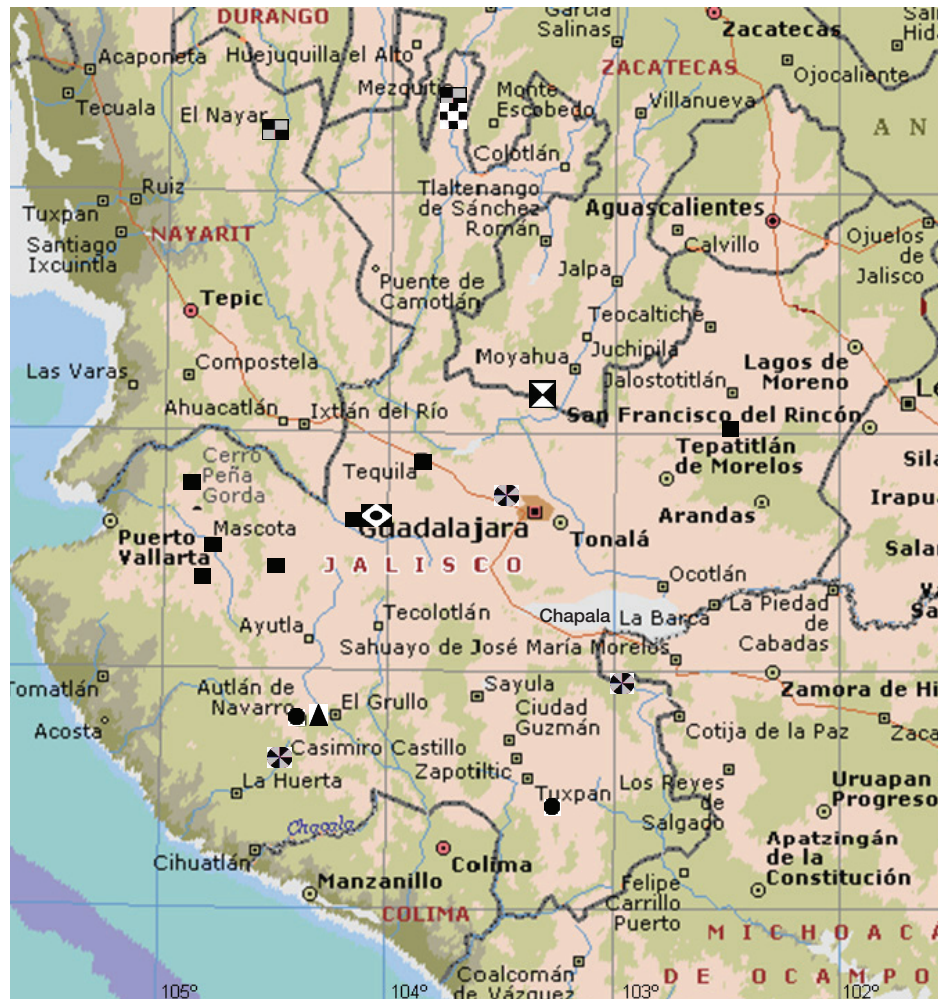 DURANGO
García
Salinas
Zacatecas
Acaponeta
Huejuquilla el Alto
ZACATECAS
Ojocaliente
Tecuala
Mezquitic
Monte
Escobedo
Villanueva
El Nayar
A N
Colotlán
Ruiz
Tlaltenango
de Sánchez
Román
Tuxpan
Aguascalientes
Santiago
Ixcuintla
NAYARIT
Calvillo
Ojuelos
de
Jalisco
Puente de
Camotlán
Jalpa
Tepic
Teocaltiche
Compostela
Moyahua
Juchipila
Lagos de
Moreno
Las Varas
Jalostotitlán
Le
Ahuacatlán
Ixtlán del Río
San Francisco del Rincón
Cerro
Peña
Gorda
Tequila
Tepatitlán
de Morelos
Sila
Irapua
Arandas
Puerto
Vallarta
Mascota
Guadalajara
Tonalá
Salar
JALISCO
Ocotlán
Tecolotlán
Chapala
La Barca
La Piedad
de
Cabadas
Sa
Ayutla
Sahuayo de José María Morelos
Tomatlán
Autlán de
Navarro
El Grullo
Sayula
Ciudad
Guzmán
Zamora de Hi
Acosta
Cotija de la Paz
Zaca
Casimiro Castillo
La Huerta
Zapotiltic
Tuxpan
Los Reyes
de
Salgado
Uruapan
Progreso
Chacala
Cihuatlán
Colima
Apatzingán
de la
Constitución
Manzanillo
Felipe
Carrillo
Puerto
COLIMA
MICHOACA
Coalcomán
de Vázquez
DE OCAMPO
105° 104° 103° 102°